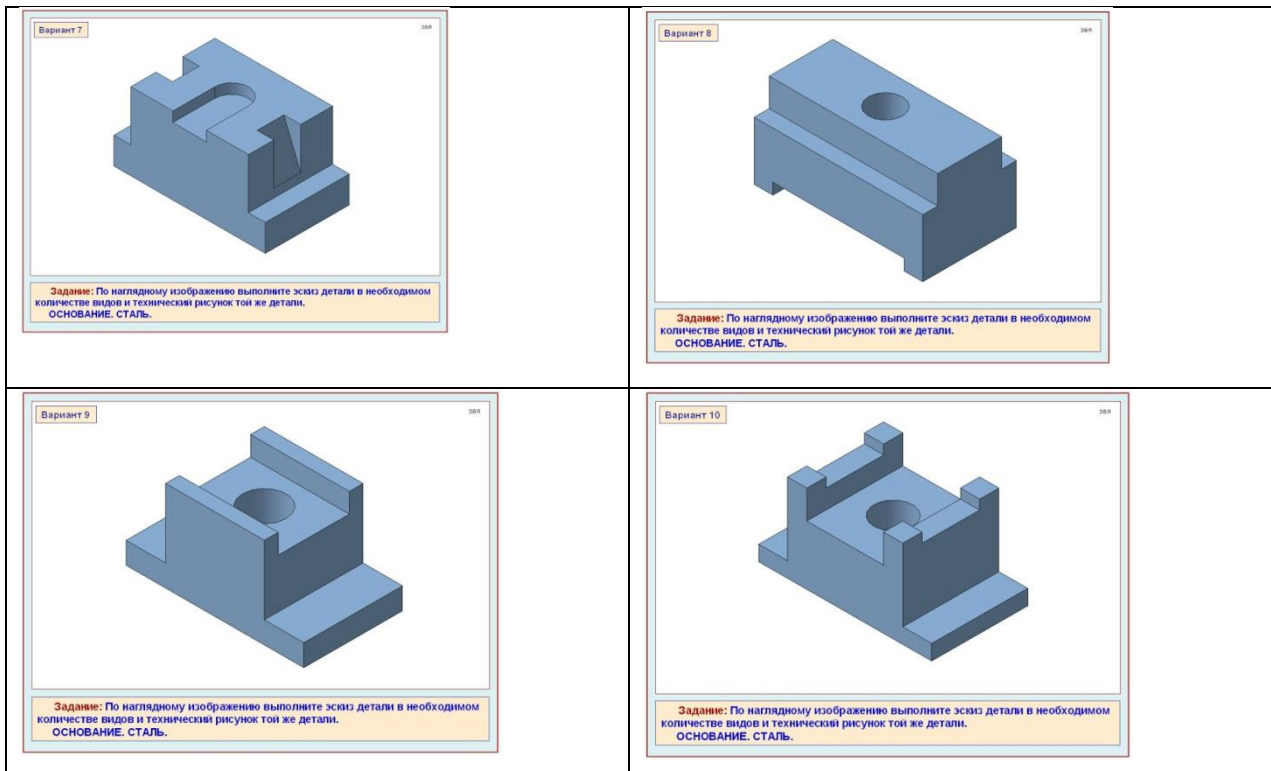 Вариант 7
Задание: По наглядному изображению выполните эскиз детали в необходимом
количестве видов и технический рисунок той же детали.
ОСНОВАНИЕ. СТАЛЬ.
Вариант 8
Задание: По наглядному изображению выполните эскиз детали в необходимом
количестве видов и технический рисунок той же детали.
ОСНОВАНИЕ. СТАЛЬ.
Вариант 9
Задание: По наглядному изображению выполните эскиз детали в необходимом
количестве видов и технический рисунок той же детали.
ОСНОВАНИЕ. СТАЛЬ.
Вариант 10
Задание: По наглядному изображению выполните эскиз детали в необходимом
количестве видов и технический рисунок той же детали.
ОСНОВАНИЕ. СТАЛЬ.